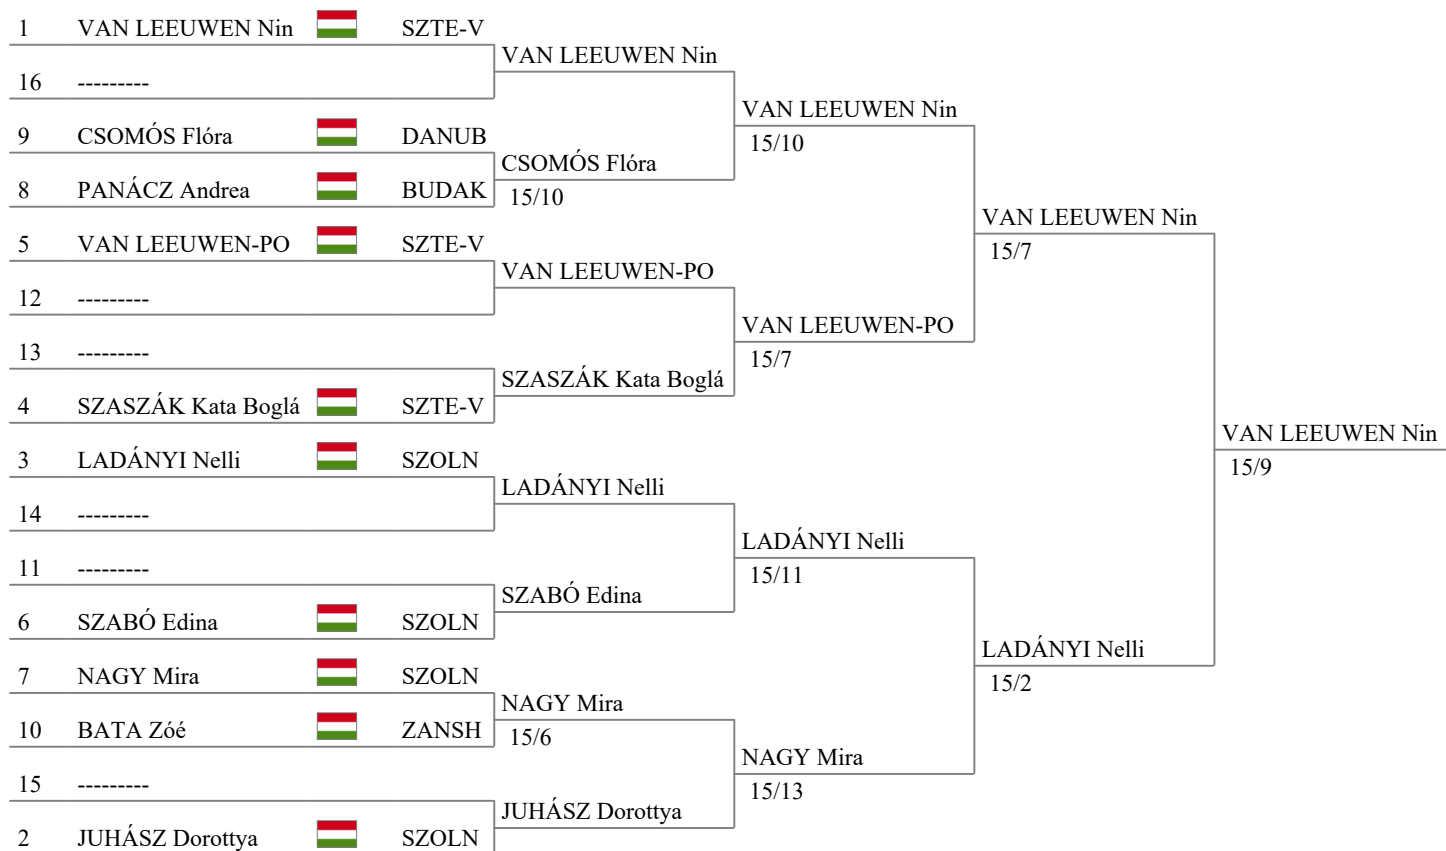 1 VAN LEEUWEN Nin SZTE-V
16 ---------
9 CSOMÓS Flóra DANUB
8 PANÁCZ Andrea BUDAK
5 VAN LEEUWEN-PO SZTE-V
12 ---------
13 ---------
4 SZASZÁK Kata Boglá SZTE-V
3 LADÁNYI Nelli SZOLN
14 ---------
11 ---------
6 SZABÓ Edina SZOLN
7 NAGY Mira SZOLN
10 BATA Zóé ZANSH
15 ---------
2 JUHÁSZ Dorottya SZOLN
VAN LEEUWEN Nin
CSOMÓS Flóra
15/10
VAN LEEUWEN-PO
SZASZÁK Kata Boglá
LADÁNYI Nelli
SZABÓ Edina
NAGY Mira
15/6
JUHÁSZ Dorottya
VAN LEEUWEN Nin
15/10
VAN LEEUWEN-PO
15/7
LADÁNYI Nelli
15/11
NAGY Mira
15/13
VAN LEEUWEN Nin
15/7
LADÁNYI Nelli
15/2
VAN LEEUWEN Nin
15/9